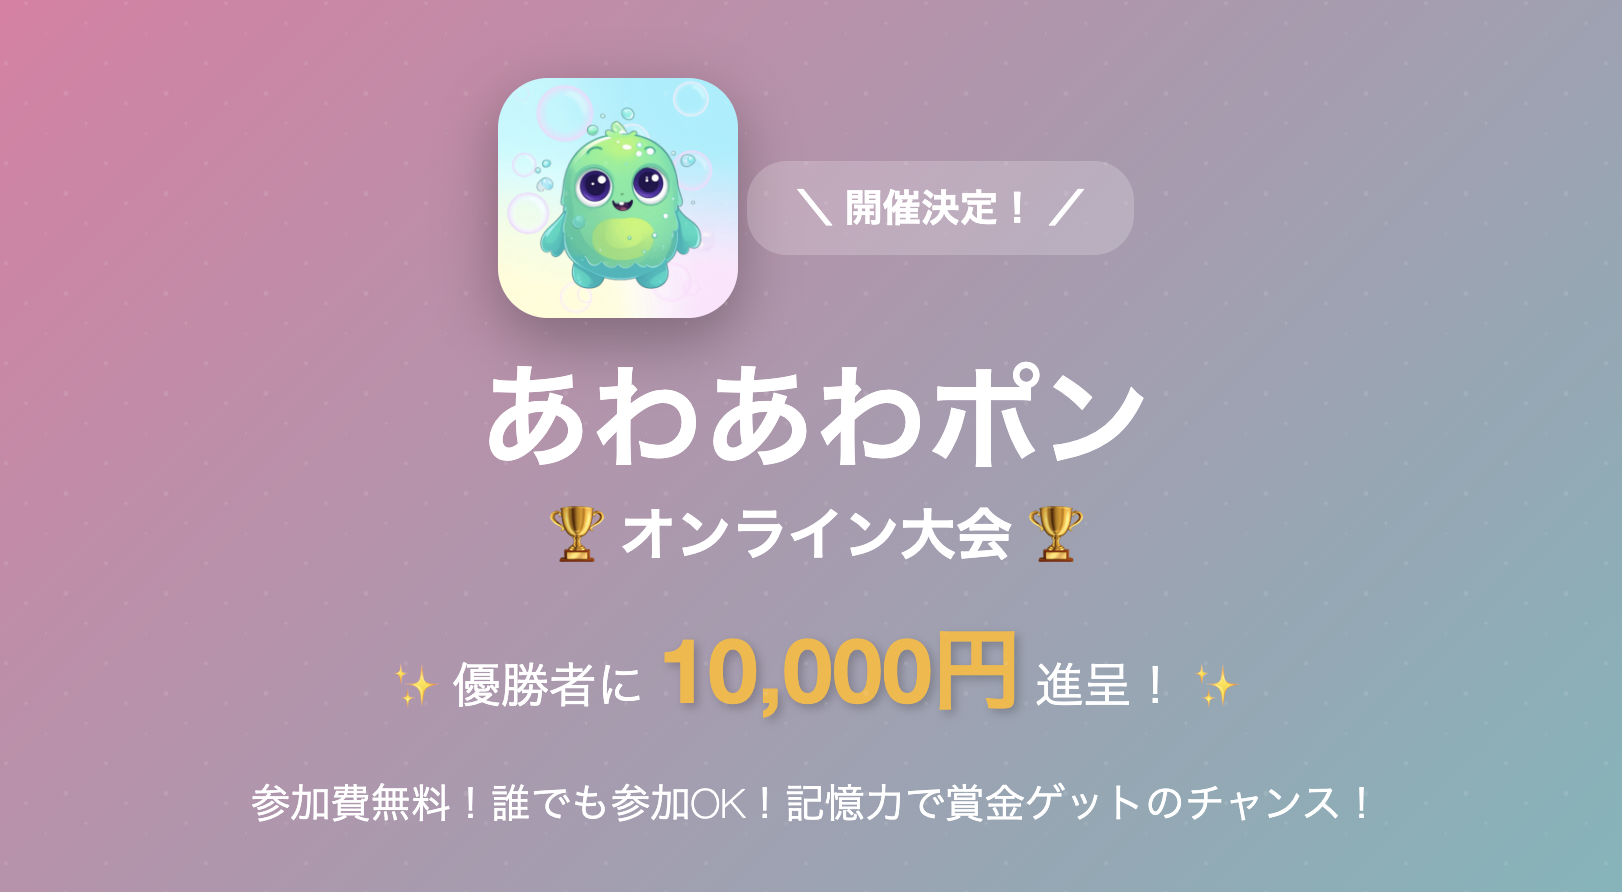 \ 開催決定！ /
あわあわポン
🏆 オンライン大会 🏆
✨ 優勝者に 10,000円 進呈！ ✨
参加費無料！誰でも参加OK！記憶力で賞金ゲットのチャンス！